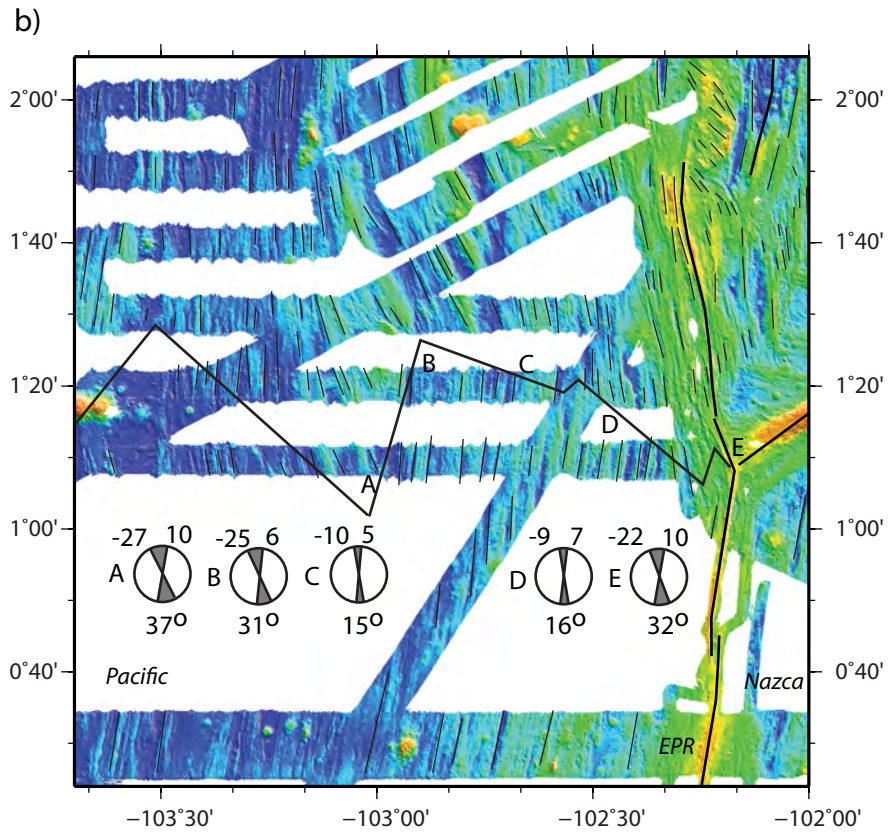 b)
2°00'
1°40'
1°20'
1°00'
0°40'
2°00'
1°40'
1°20'
1°00'
0°40'
B
C
D
E
A
-27 10
A
37°
-25 6
B
31°
-10 5
C
15°
-9 7
D
16°
-22 10
E
32°
Pacific
Nazca
EPR
−103°30' −103°00' −102°30' −102°00'